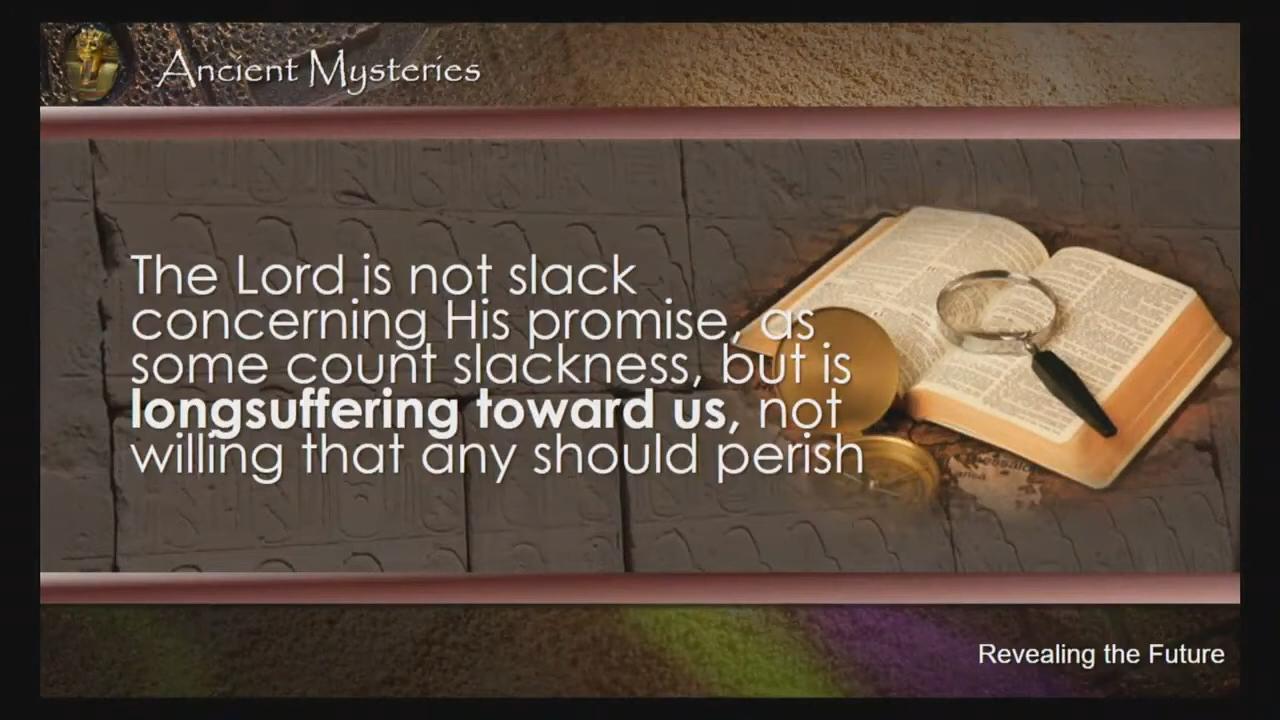 Ancient Mysteries
The Lord is not slack
concerning His promise, as
some count slackness, but is
longsuffering toward us, not
willing that any should perish
Revealing the Future